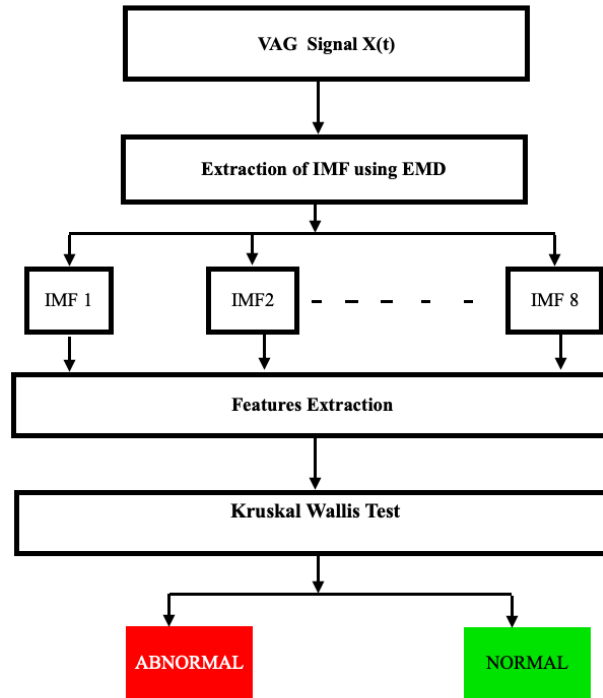 VAG Signal X(t)
Extraction of IMF using EMD
IMF 1
IMF2
IMF 8
Features Extraction
Kruskal Wallis Test
ABNORMAL
NORMAL